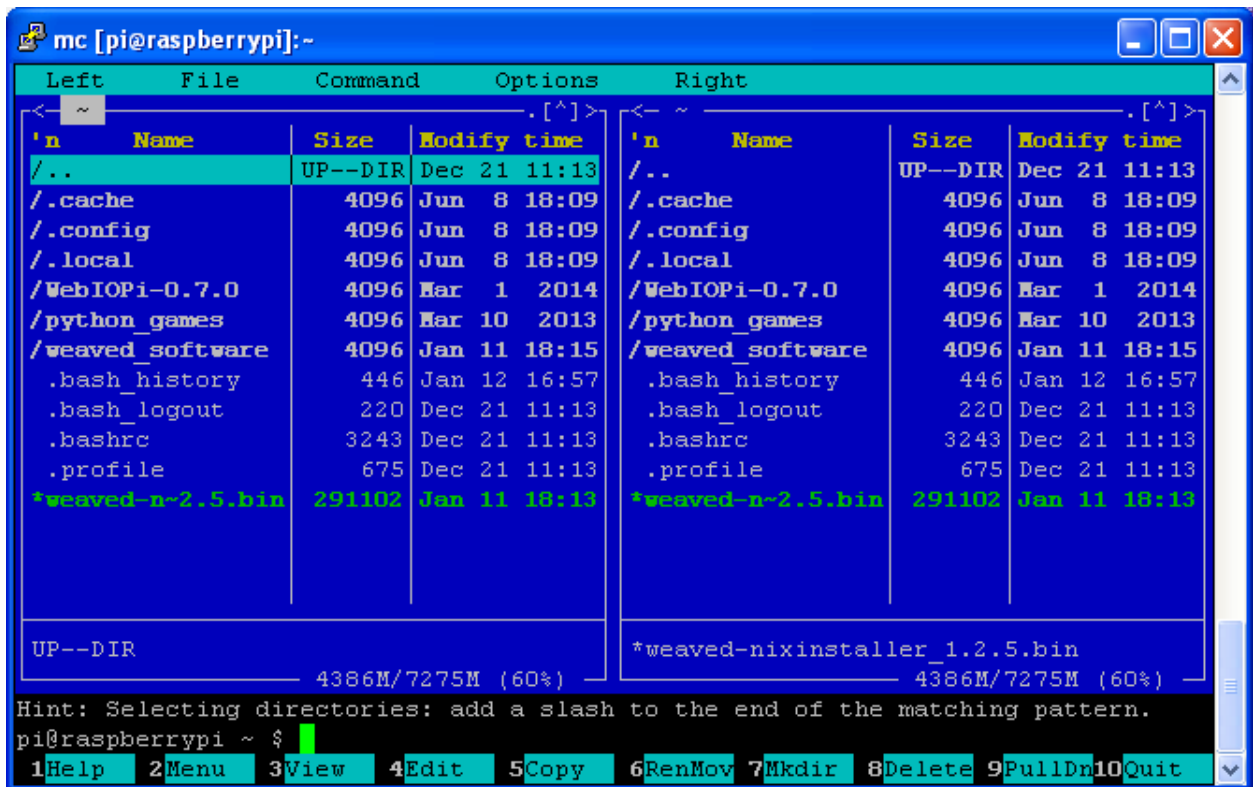 mc [pi@raspberrypi]:~
Left File Command Options Right
<- ~ .[^]> <- ~ .[^]>
'n Name Size Modify time 'n Name Size Modify time
/.. UP--DIR Dec 21 11:13 /.. UP--DIR Dec 21 11:13
/.cache 4096 Jun 8 18:09 /.cache 4096 Jun 8 18:09
/.config 4096 Jun 8 18:09 /.config 4096 Jun 8 18:09
/.local 4096 Jun 8 18:09 /.local 4096 Jun 8 18:09
/WebIOPi-0.7.0 4096 Mar 1 2014 /WebIOPi-0.7.0 4096 Mar 1 2014
/python_games 4096 Mar 10 2013 /python_games 4096 Mar 10 2013
/weaved_software 4096 Jan 11 18:15 /weaved_software 4096 Jan 11 18:15
.bash_history 446 Jan 12 16:57 .bash_history 446 Jan 12 16:57
.bash_logout 220 Dec 21 11:13 .bash_logout 220 Dec 21 11:13
.bashrc 3243 Dec 21 11:13 .bashrc 3243 Dec 21 11:13
.profile 675 Dec 21 11:13 .profile 675 Dec 21 11:13
*weaved-n~2.5.bin 291102 Jan 11 18:13 *weaved-n~2.5.bin 291102 Jan 11 18:13
UP--DIR *weaved-nixinstaller_1.2.5.bin
4386M/7275M (60%) 4386M/7275M (60%)
Hint: Selecting directories: add a slash to the end of the matching pattern.
pi@raspberrypi ~ $
1Help 2Menu 3View 4Edit 5Copy 6RenMov 7Mkdir 8Delete 9PullDn 10Quit